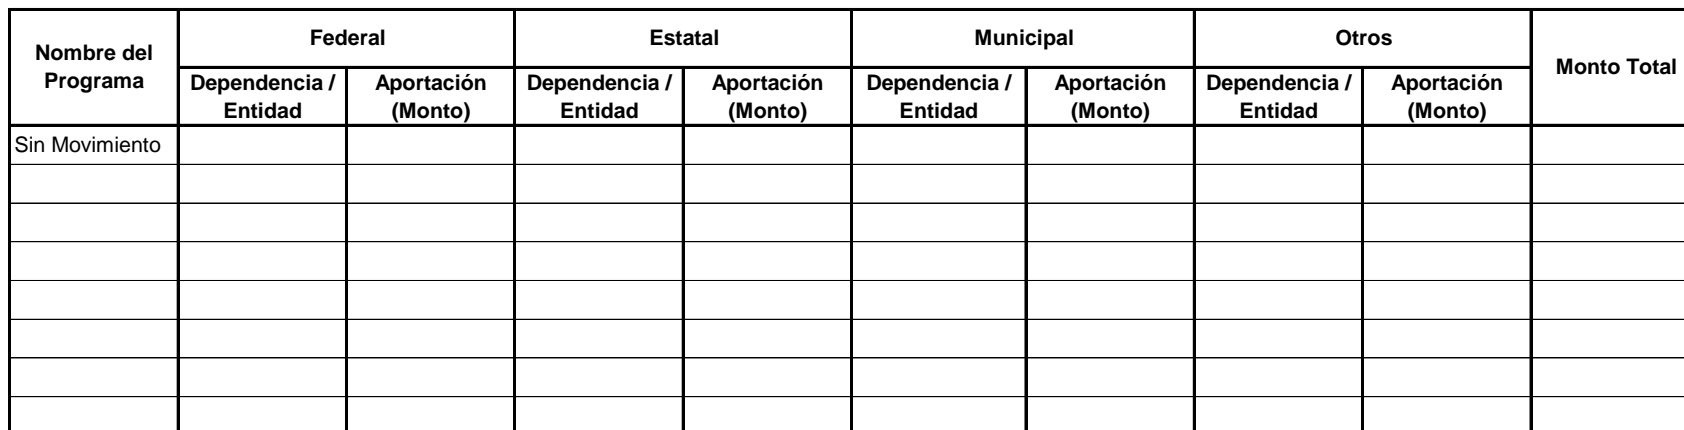 Nombre del Programa
Federal
Estatal
Municipal
Otros
Monto Total
Dependencia / Entidad
Aportación (Monto)
Dependencia / Entidad
Aportación (Monto)
Dependencia / Entidad
Aportación (Monto)
Dependencia / Entidad
Aportación (Monto)
Sin Movimiento